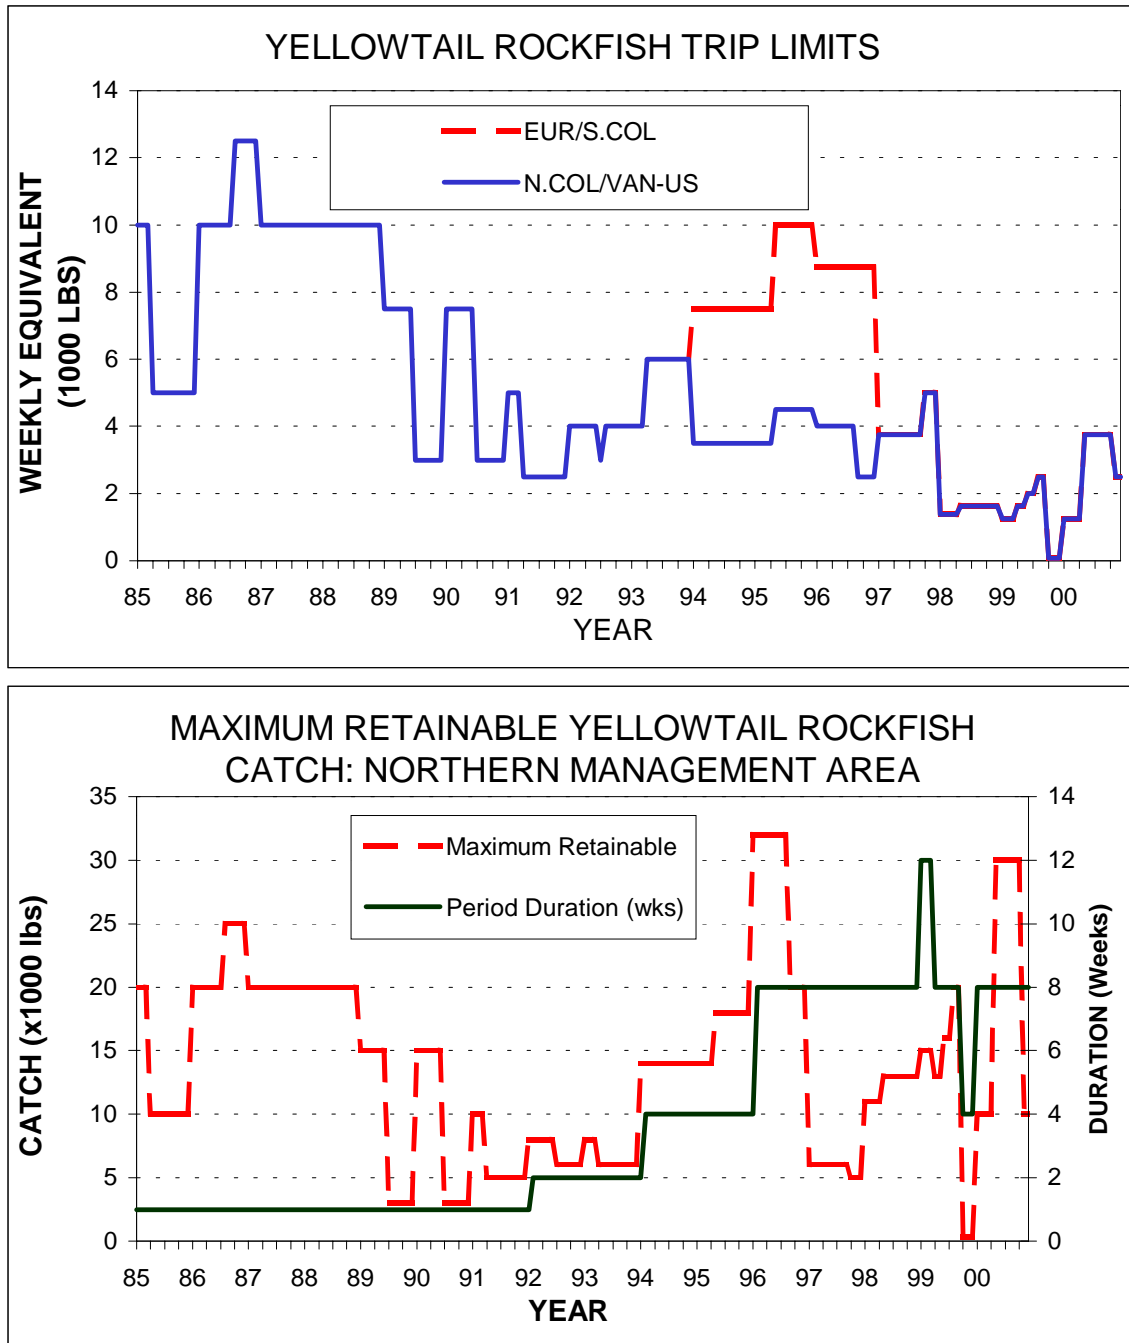 YELLOWTAIL ROCKFISH TRIP LIMITS
14
12
10
8
6
4
2
0
WEEKLY EQUIVALENT
(1000 LBS)
EUR/S.COL
N.COL/VAN-US
85 86 87 88 89 90 91 92 93 94 95 96 97 98 99 00
YEAR
MAXIMUM RETAINABLE YELLOWTAIL ROCKFISH
CATCH: NORTHERN MANAGEMENT AREA
35
30
25
20
15
10
5
0
CATCH (x1000 lbs)
Maximum Retainable
Period Duration (wks)
14
12
10
8
6
4
2
0
DURATION (Weeks)
85 86 87 88 89 90 91 92 93 94 95 96 97 98 99 00
YEAR